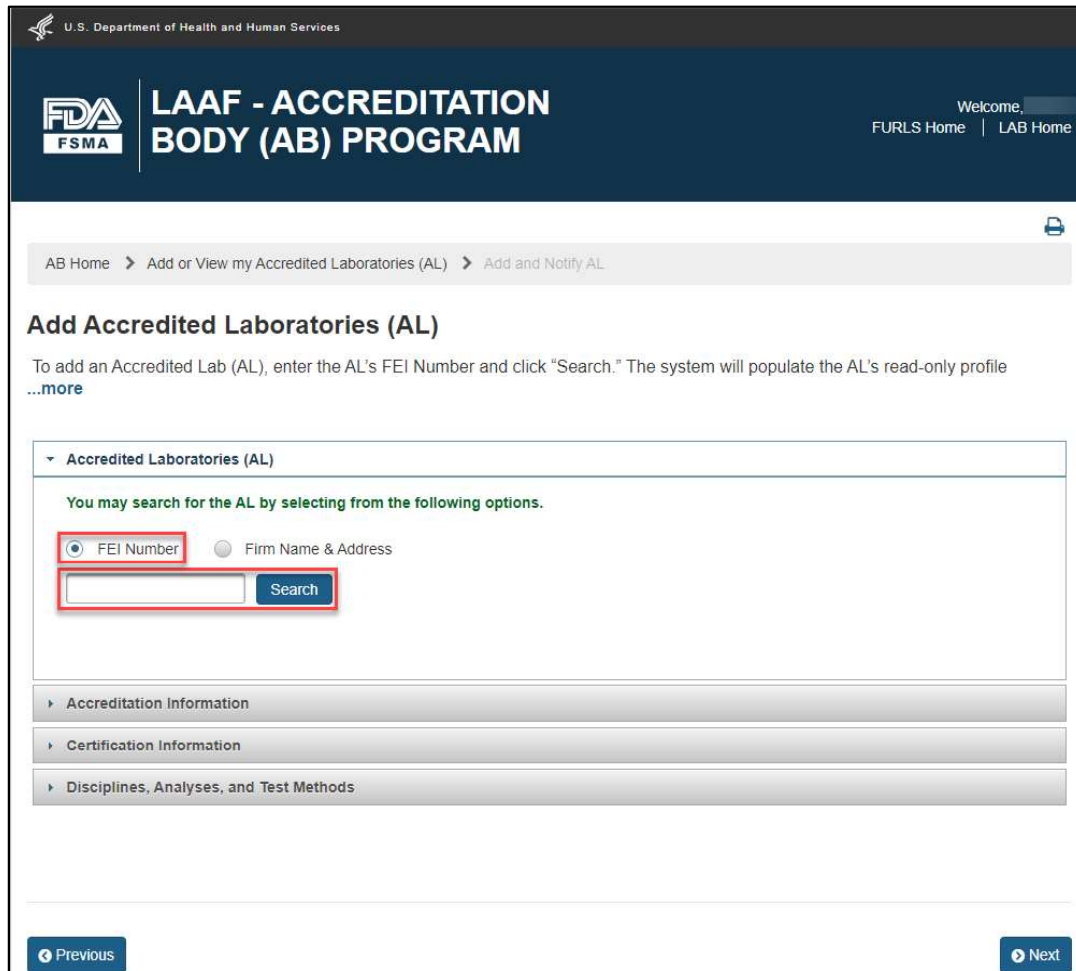 U.S. Department of Health and Human Services
FDA
FSMA
LAAF - ACCREDITATION
BODY (AB) PROGRAM
Welcome,
FURLS Home | LAB Home
AB Home > Add or View my Accredited Laboratories (AL) > Add and Notify AL
Add Accredited Laboratories (AL)
To add an Accredited Lab (AL), enter the AL's FEI Number and click “Search.” The system will populate the AL's read-only profile
...more
Accredited Laboratories (AL)
You may search for the AL by selecting from the following options.
FEI Number Firm Name & Address
Search
Accreditation Information
Certification Information
Disciplines, Analyses, and Test Methods
Previous Next